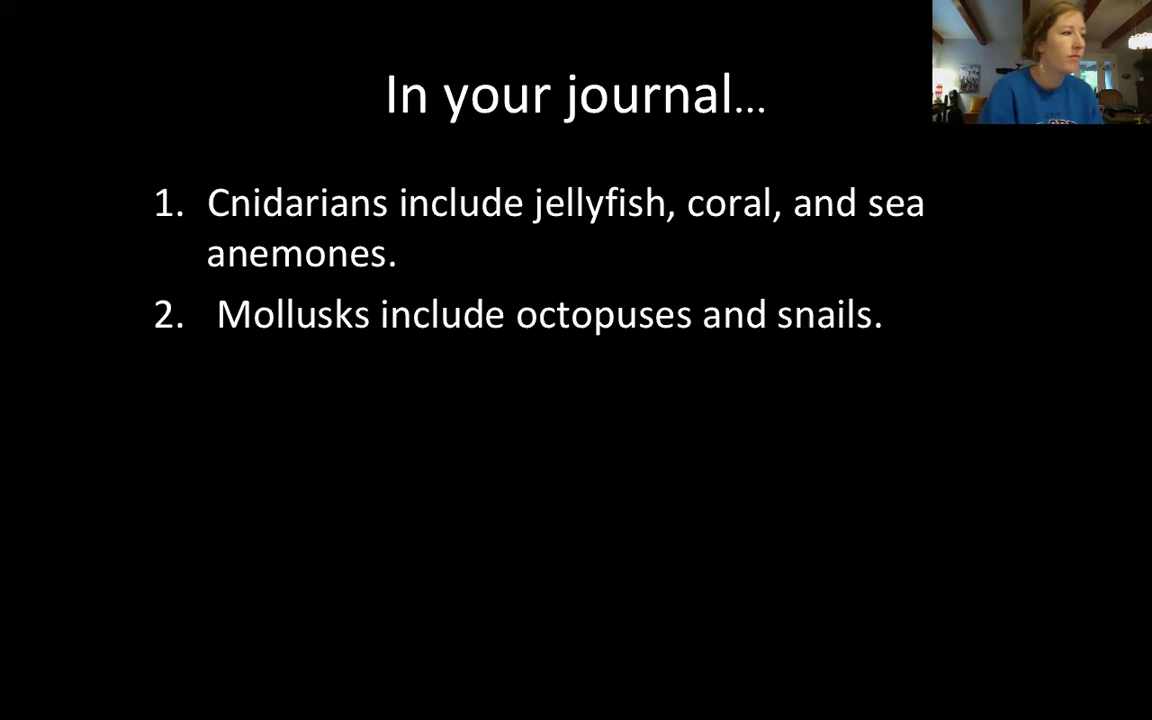 In your journal...
1. Cnidarians include jellyfish, coral, and sea
anemones.
2. Mollusks include octopuses and snails.